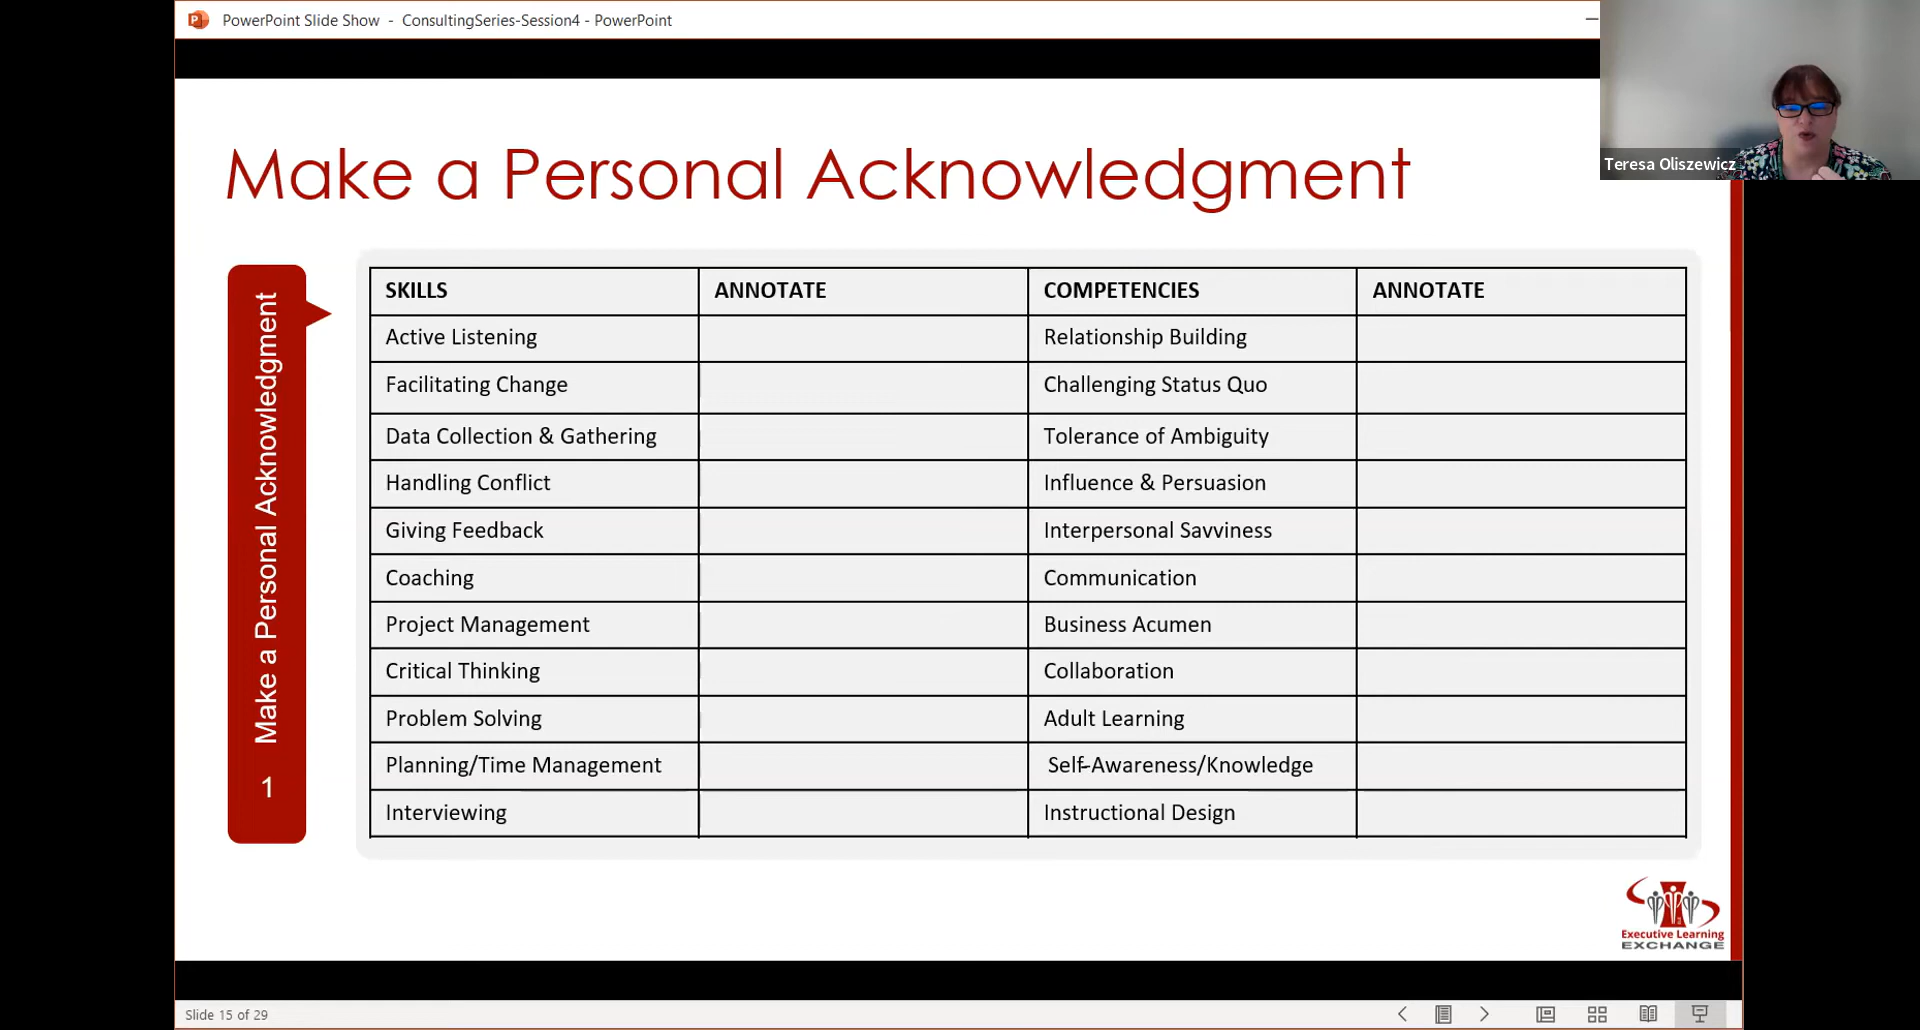 PowerPoint Slide Show - ConsultingSeries-Session4 - PowerPoint
Teresa Oliszewicz
Make a Personal Acknowledgment
Make a Personal Acknowledgment
1
SKILLS ANNOTATE COMPETENCIES ANNOTATE
Active Listening Relationship Building
Facilitating Change Challenging Status Quo
Data Collection & Gathering Tolerance of Ambiguity
Handling Conflict Influence & Persuasion
Giving Feedback Interpersonal Savviness
Coaching Communication
Project Management Business Acumen
Critical Thinking Collaboration
Problem Solving Adult Learning
Planning/Time Management Self-Awareness/Knowledge
Interviewing Instructional Design
Executive Learning
EXCHANGE
Slide 15 of 29